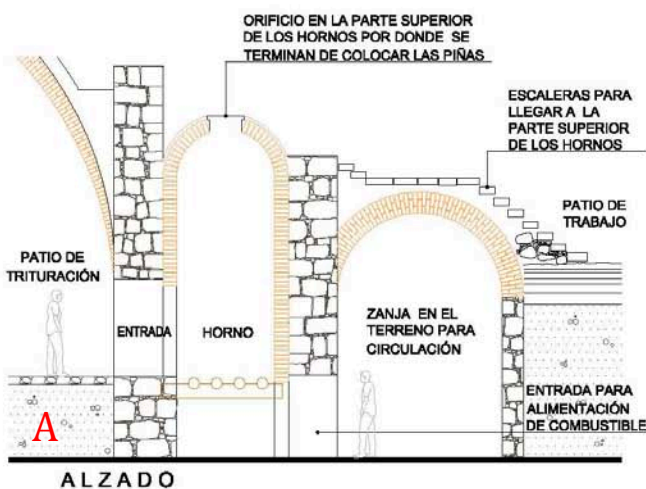 ORIFICIO EN LA PARTE SUPERIOR
DE LOS HORNOS POR DONDE SE
TERMINAN DE COLOCAR LAS PIÑAS
ESCALERAS PARA
LLEGAR A LA
PARTE SUPERIOR
DE LOS HORNOS
PATIO DE
TRABAJO
PATIO DE
TRITURACIÓN
ENTRADA
HORNO
ZANJA EN EL
TERRENO PARA
CIRCULACIÓN
ENTRADA PARA
ALIMENTACIÓN
DE COMBUSTIBLE
A
ALZADO